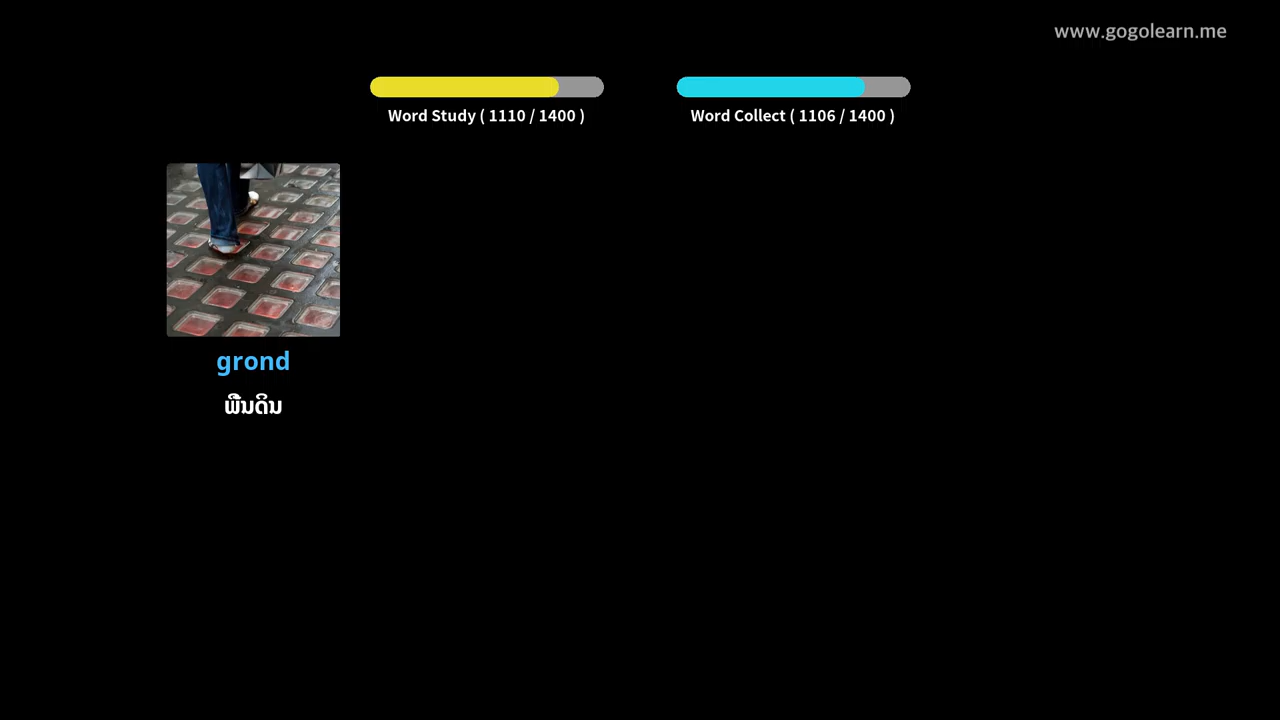 www.gogolearn.me
Word Study ( 1110 / 1400 )
Word Collect ( 1106 / 1400 )
grond
ພື້ນດິນ